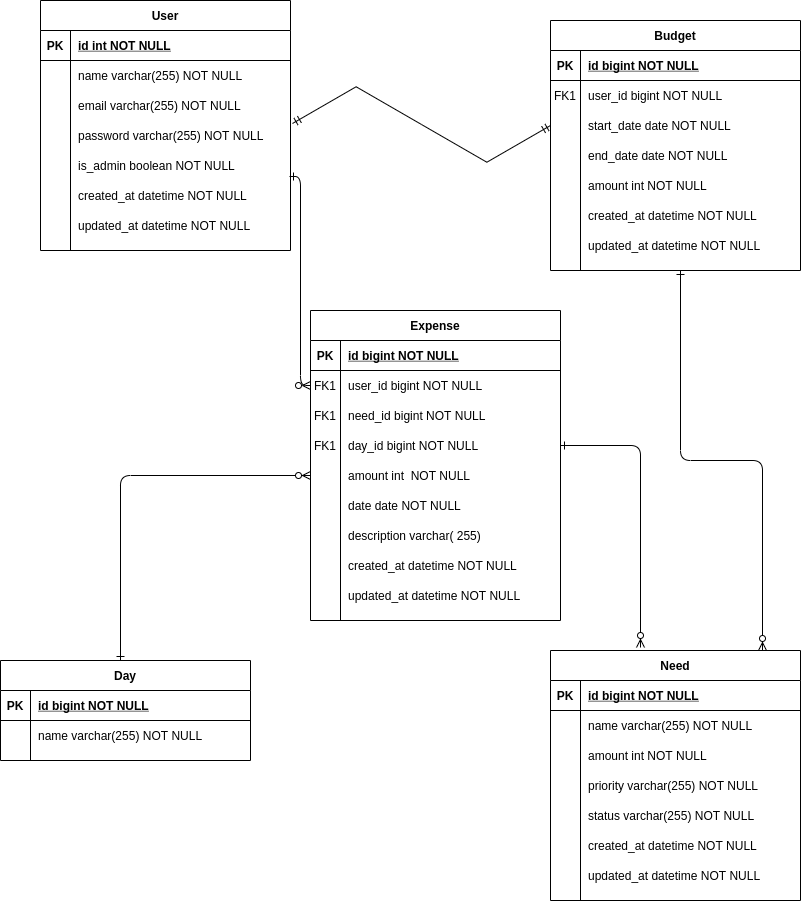 User
PK id int NOT NULL
name varchar(255) NOT NULL
email varchar(255) NOT NULL
password varchar(255) NOT NULL
is_admin boolean NOT NULL
created_at datetime NOT NULL
updated_at datetime NOT NULL
Budget
PK id bigint NOT NULL
FK1 user_id bigint NOT NULL
start_date date NOT NULL
end_date date NOT NULL
amount int NOT NULL
created_at datetime NOT NULL
updated_at datetime NOT NULL
Expense
PK id bigint NOT NULL
FK1 user_id bigint NOT NULL
FK1 need_id bigint NOT NULL
FK1 day_id bigint NOT NULL
amount int  NOT NULL
date date NOT NULL
description varchar( 255)
created_at datetime NOT NULL
updated_at datetime NOT NULL
Day
PK id bigint NOT NULL
name varchar(255) NOT NULL
Need
PK id bigint NOT NULL
name varchar(255) NOT NULL
amount int NOT NULL
priority varchar(255) NOT NULL
status varchar(255) NOT NULL
created_at datetime NOT NULL
updated_at datetime NOT NULL